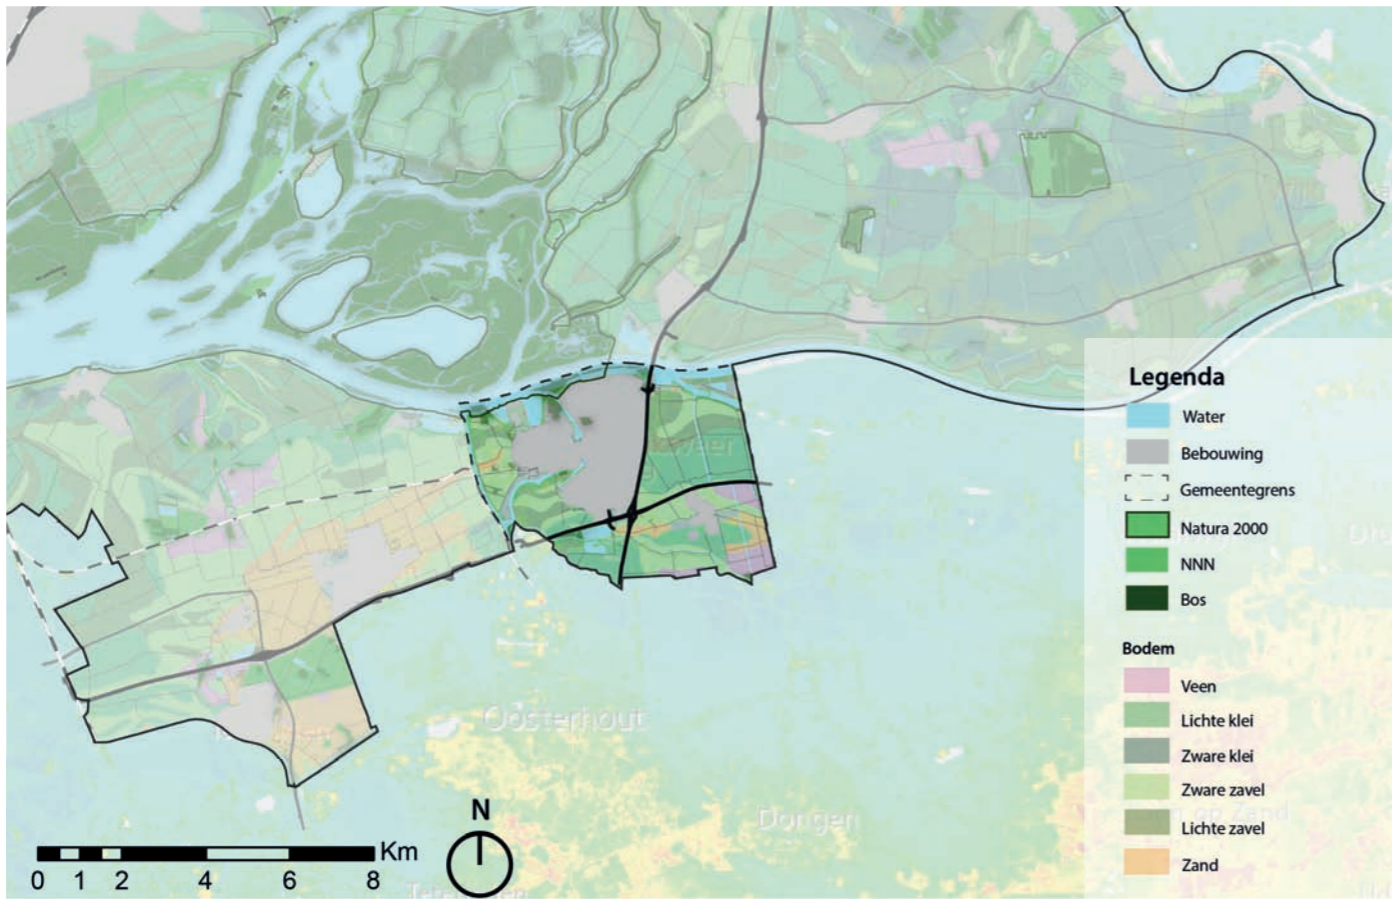 Legenda
Water
Bebouwing
Gemeentegrens
Natura 2000
NNN
Bos
Bodem
Veen
Lichte klei
Zware klei
Zware zavel
Lichte zavel
Zand
Oosterhout
Dongen
N
Km
0 1 2 4 6 8